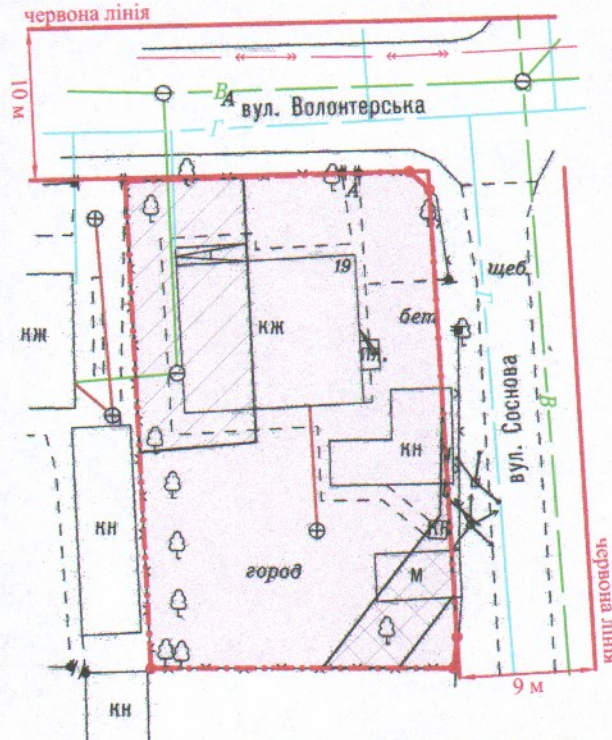 червона лінія
10 м
В
А
вул. Волонтерська
Г
А
19
щеб.
кж
кж
бет.
пл.
Г
В
вул. Соснова
кн
кн
кн
город
м
червона лінія
9 м
кн